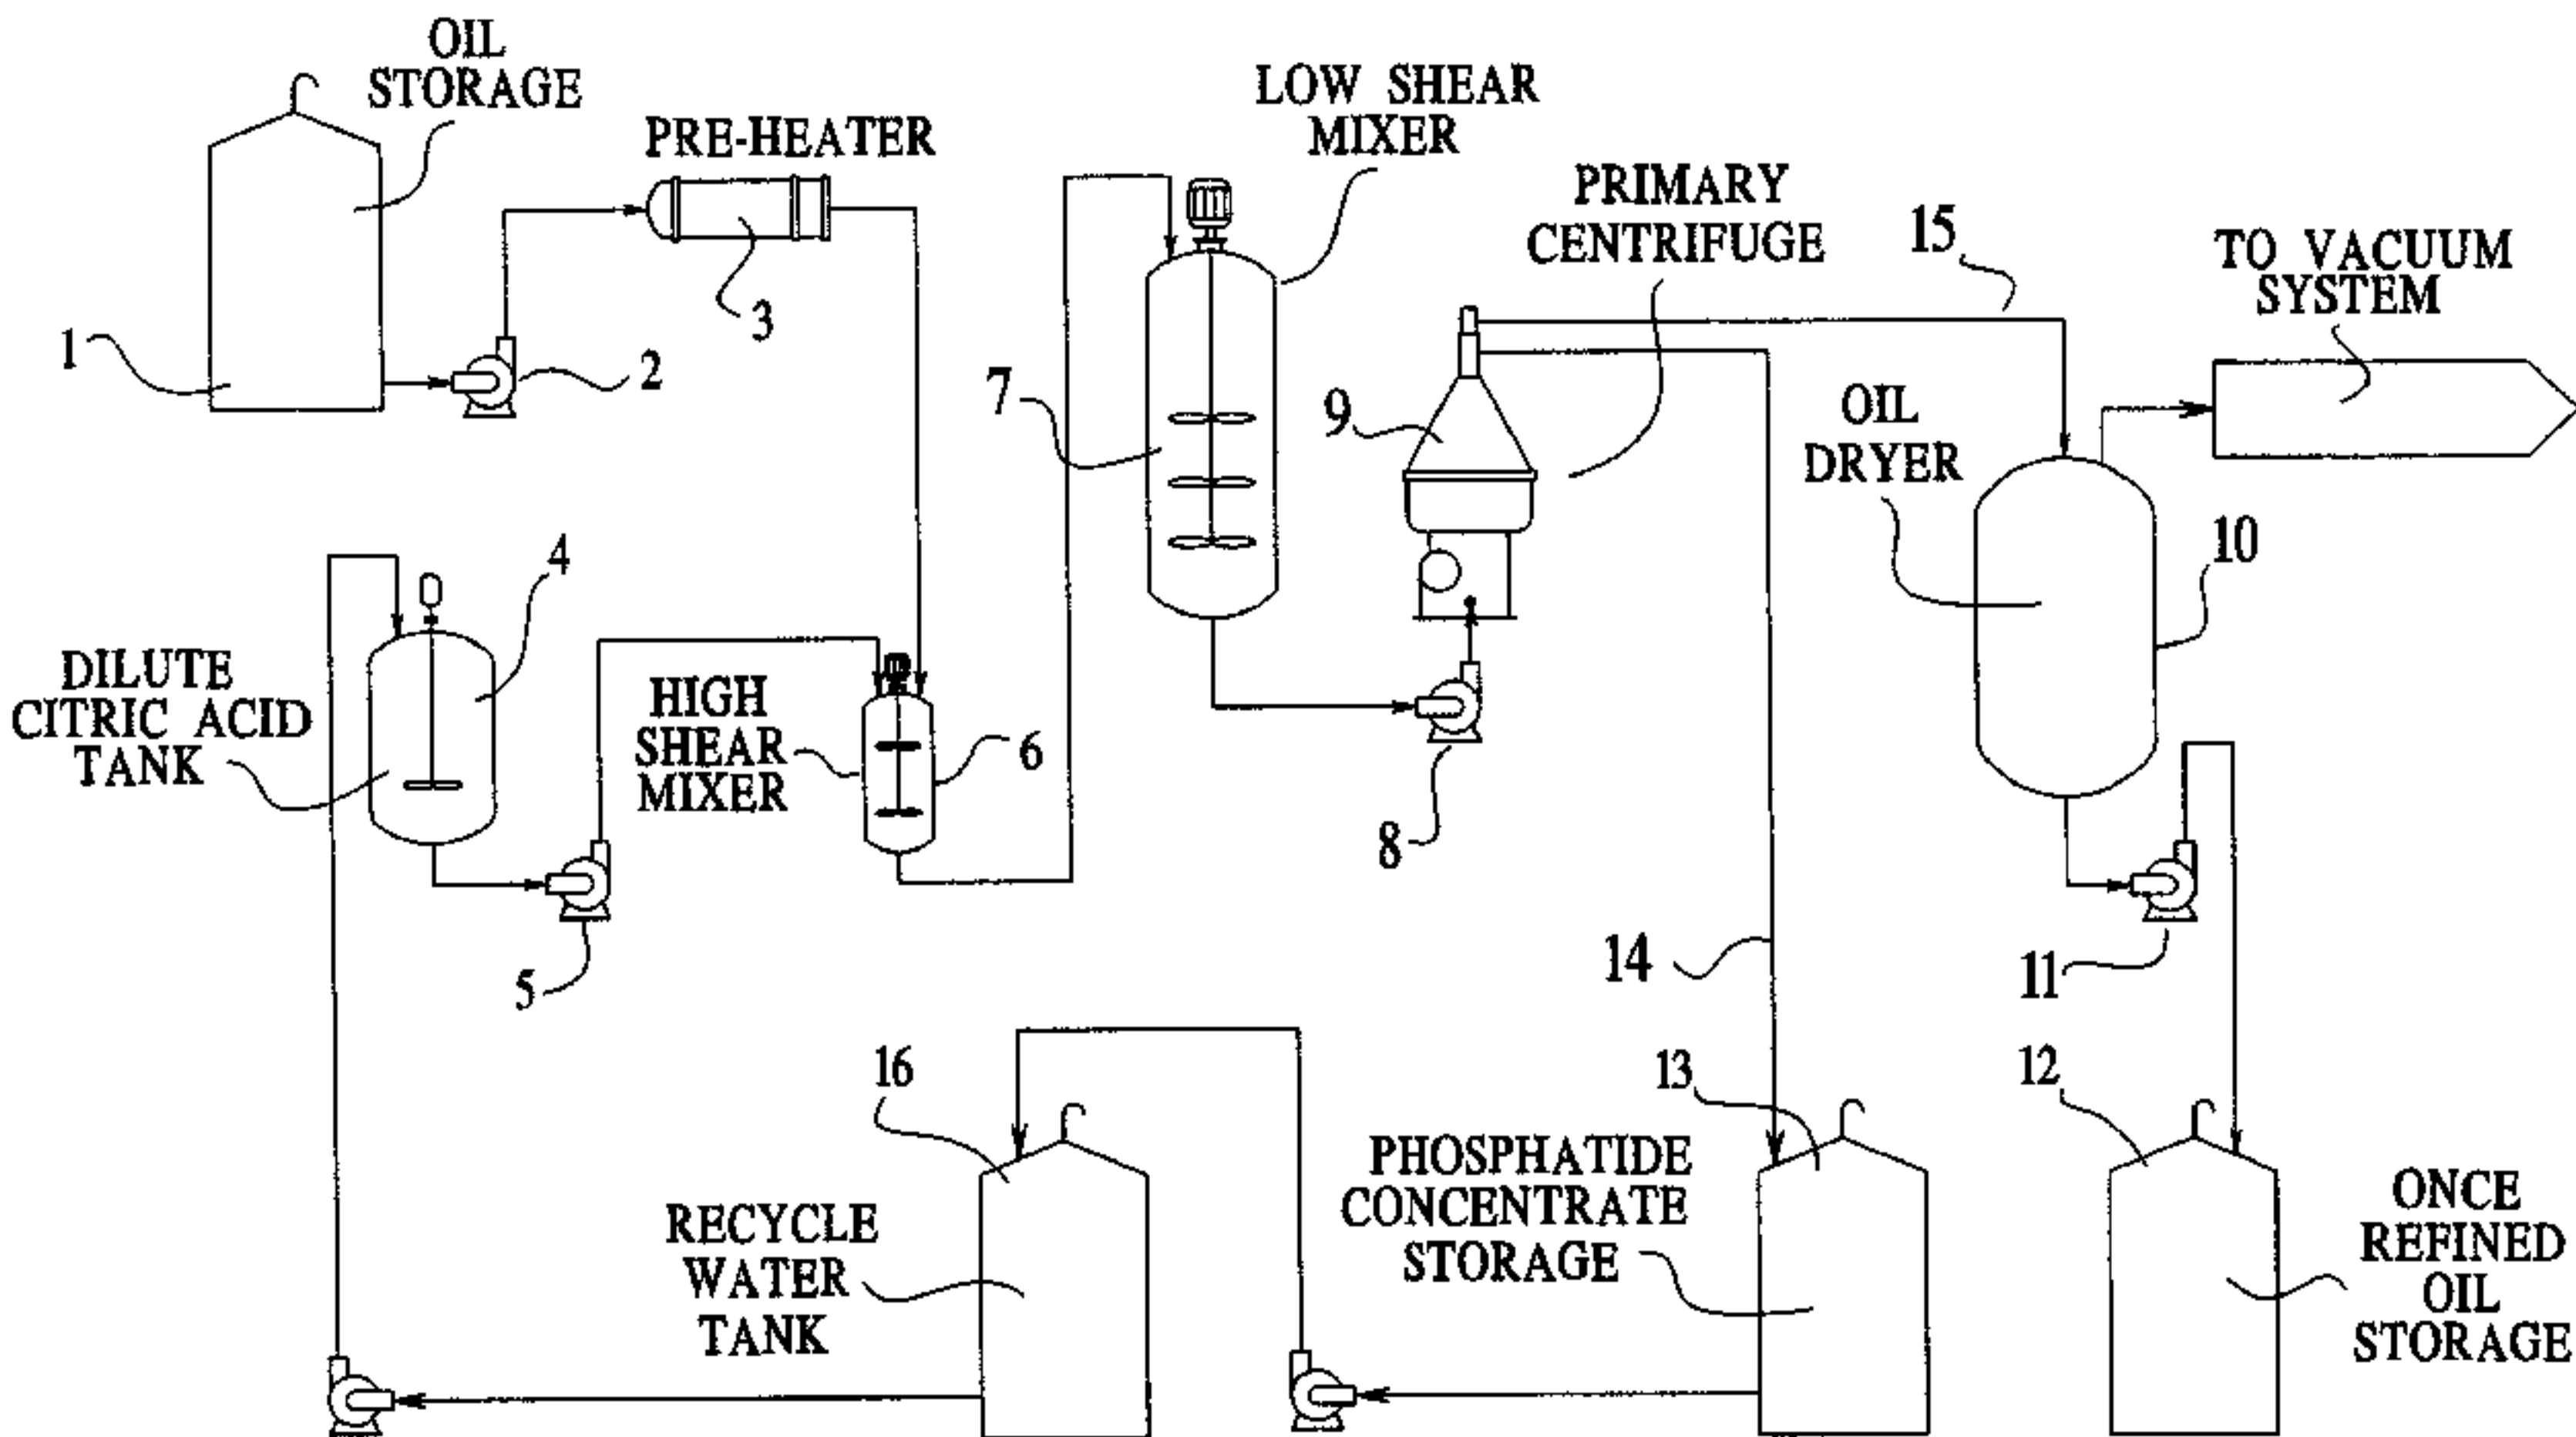 OIL
STORAGE
PRE-HEATER
LOW SHEAR
MIXER
PRIMARY
CENTRIFUGE
15
TO VACUUM
SYSTEM
1
2
3
7
9
OIL
DRYER
10
4
DILUTE
CITRIC ACID
TANK
HIGH
SHEAR
MIXER
6
8
5
14
11
16
13
12
RECYCLE
WATER
TANK
PHOSPHATIDE
CONCENTRATE
STORAGE
ONCE
REFINED
OIL
STORAGE